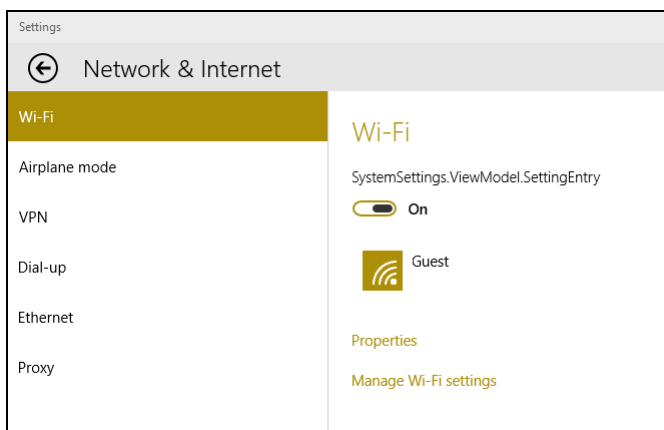 Settings
Network & Internet
Wi-Fi
Airplane mode
VPN
Dial-up
Ethernet
Proxy
Wi-Fi
SystemSettings.ViewModel.SettingEntry
On
Guest
Properties
Manage Wi-Fi settings